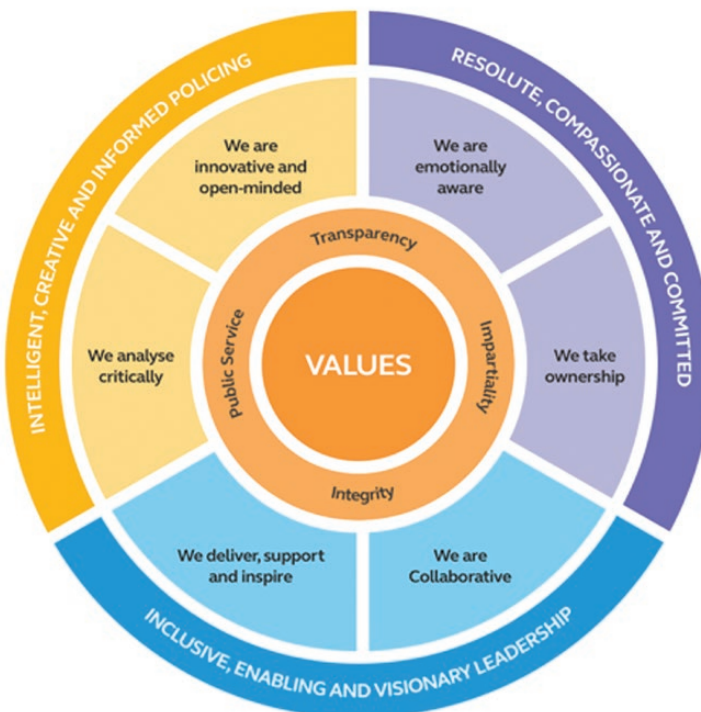 INTELLIGENT, CREATIVE AND INFORMED POLICING
RESOLUTE, COMPASSIONATE AND COMMITTED
We are
innovative and
open-minded
We are
emotionally
aware
Transparency
Public Service
VALUES
Impartiality
We analyse
critically
We take
ownership
Integrity
We deliver, support
and inspire
We are
Collaborative
INCLUSIVE, ENABLING AND VISIONARY LEADERSHIP